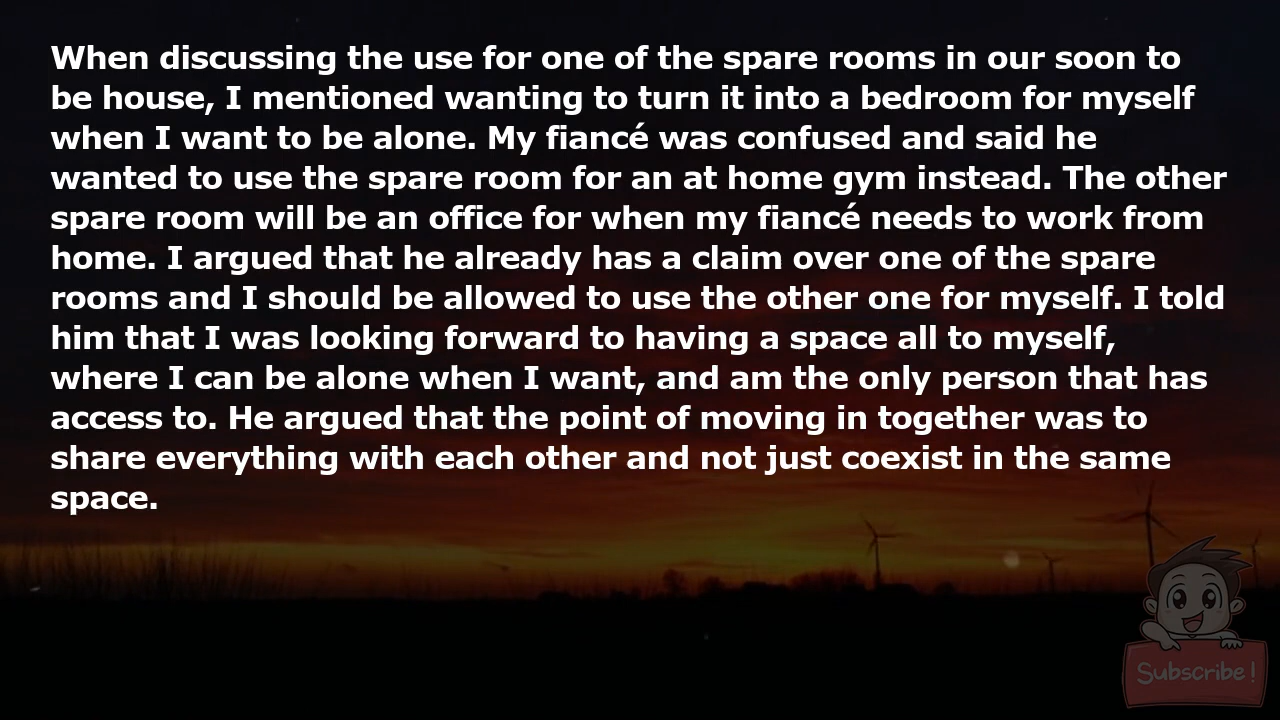 When discussing the use for one of the spare rooms in our soon to
be house, I mentioned wanting to turn it into a bedroom for myself
when I want to be alone. My fiancé was confused and said he
wanted to use the spare room for an at home gym instead. The other
spare room will be an office for when my fiancé needs to work from
home. I argued that he already has a claim over one of the spare
rooms and I should be allowed to use the other one for myself. I told
him that I was looking forward to having a space all to myself,
where I can be alone when I want, and am the only person that has
access to. He argued that the point of moving in together was to
share everything with each other and not just coexist in the same
space.
Subscribe!